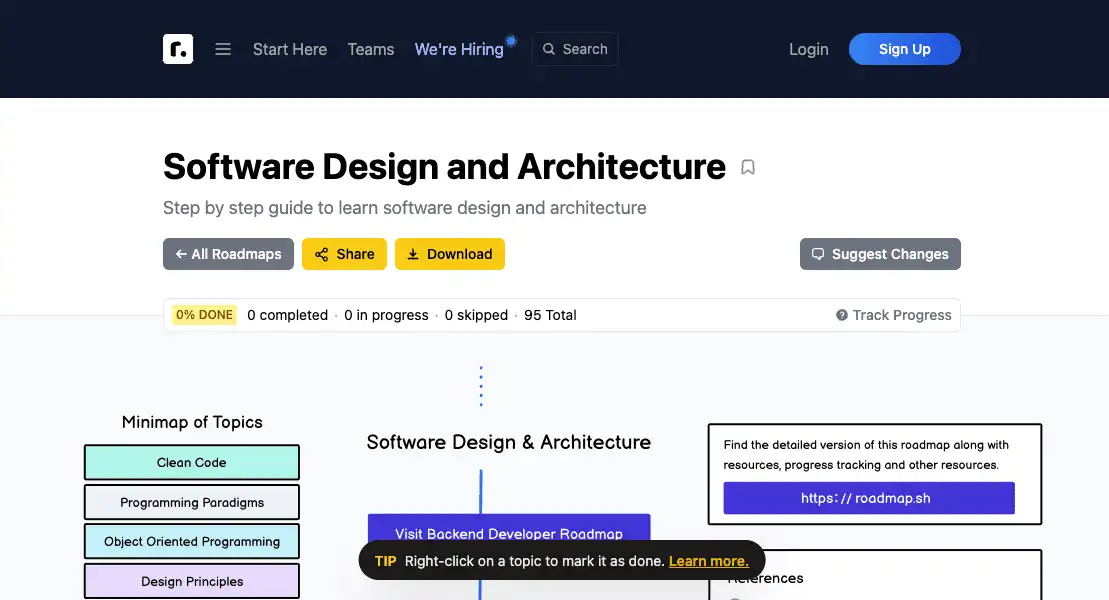 r.
Start Here
Teams
We're Hiring
Search
Login
Sign Up
Software Design and Architecture
Step by step guide to learn software design and architecture
← All Roadmaps
Share
Download
Suggest Changes
0% DONE 0 completed · 0 in progress · 0 skipped · 95 Total
? Track Progress
Minimap of Topics
Clean Code
Programming Paradigms
Object Oriented Programming
Design Principles
Software Design & Architecture
Visit Backend Developer Roadmap
Find the detailed version of this roadmap along with
resources, progress tracking and other resources.
https://roadmap.sh
References
TIP Right-click on a topic to mark it as done. Learn more.